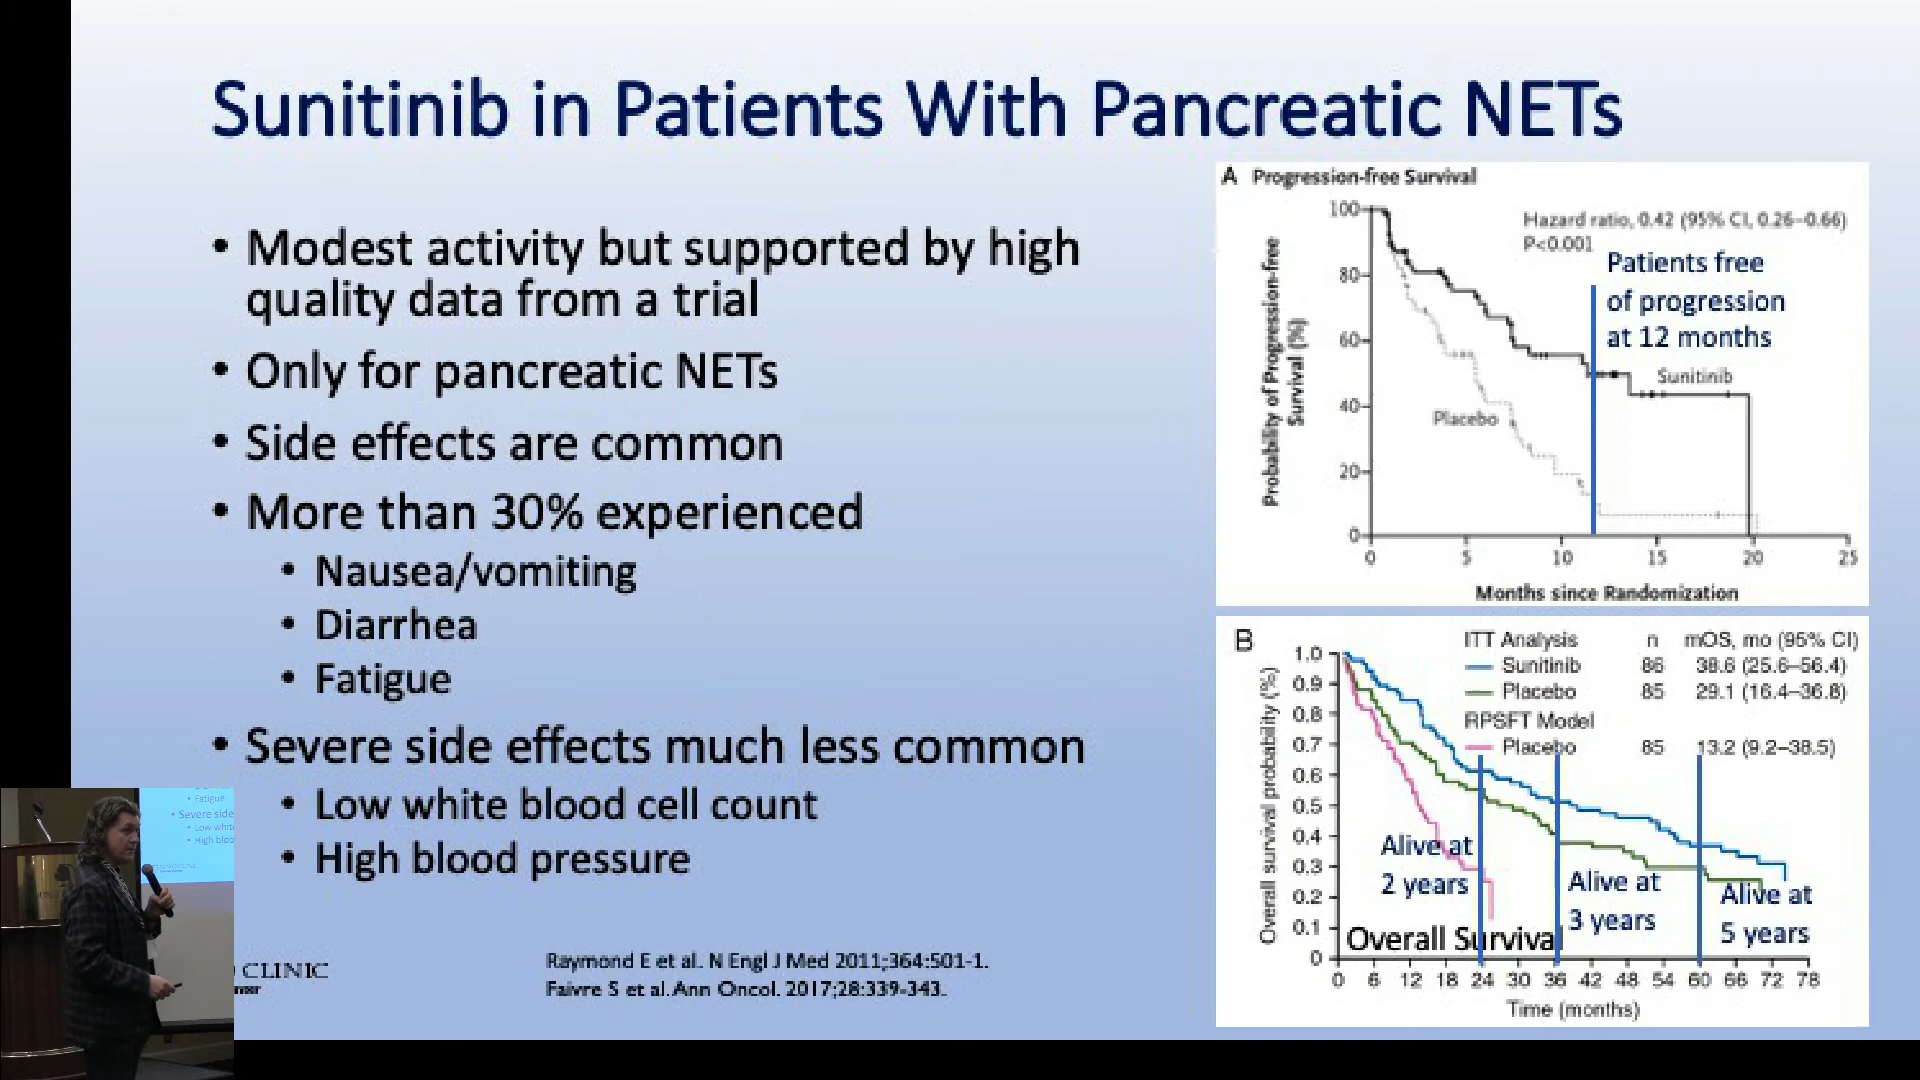 Sunitinib in Patients With Pancreatic NETs
• Modest activity but supported by high
quality data from a trial
• Only for pancreatic NETs
• Side effects are common
• More than 30% experienced
• Nausea/vomiting
• Diarrhea
• Fatigue
• Severe side effects much less common
• Low white blood cell count
• High blood pressure
CLINIC
Raymond E et al. N Engl J Med 2011;364:501-1.
Faivre S et al. Ann Oncol. 2017;28:339-343.
A Progression-free Survival
Hazard ratio, 0.42 (95% CI, 0.26–0.66)
P<0.001
Patients free
of progression
at 12 months
Probability of Progression-free
Survival (%)
100
80
60
40
20
0
Sunitinib
Placebo
0 5 10 15 20 25
Months since Randomization
B
ITT Analysis n mOS, mo (95% CI)
Sunitinib 86 38.6 (25.6–56.4)
Placebo 85 29.1 (16.4–36.8)
RPSFT Model
Placebo 85 13.2 (9.2–38.5)
Overall survival probability (%)
1.0
0.9
0.8
0.7
0.6
0.5
0.4
0.3
0.2
0.1
0
Alive at
2 years
Alive at
3 years
Alive at
5 years
Overall Survival
0 6 12 18 24 30 36 42 48 54 60 66 72 78
Time (months)
• Fatigue
• Severe side
• Low whit
• High bloo